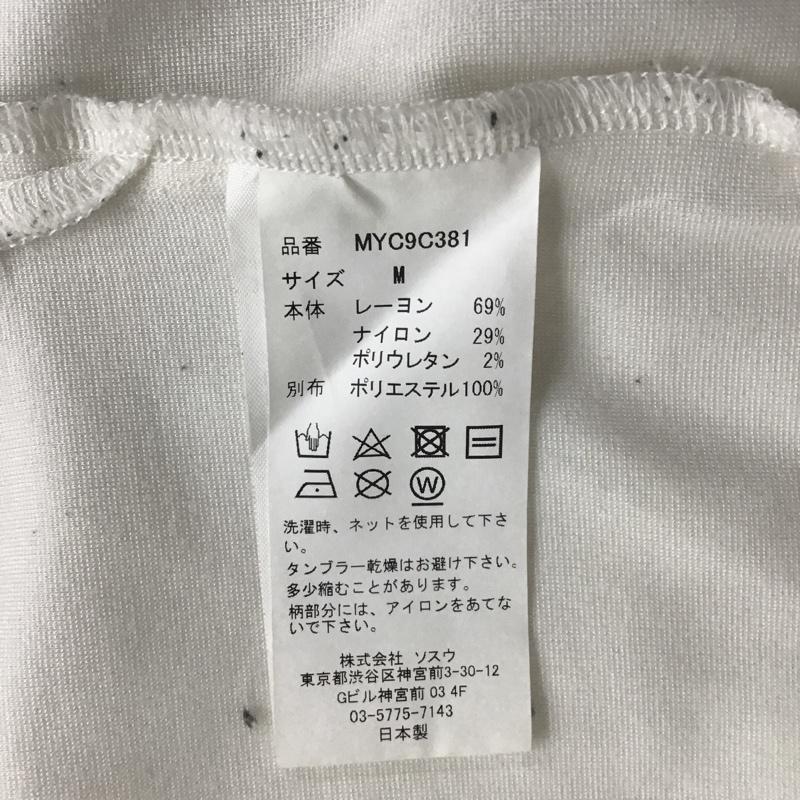 品番 MYC9C381
サイズ M
本体 レーヨン 69%
ナイロン 29%
ポリウレタン 2%
別布 ポリエステル100%
W
洗濯時、ネットを使用して下さ
い。
タンブラー乾燥はお避け下さい。
多少縮むことがあります。
柄部分には、アイロンをあてな
いで下さい。
株式会社 ソスウ
東京都渋谷区神宮前3-30-12
Gビル神宮前 03 4F
03-5775-7143
日本製